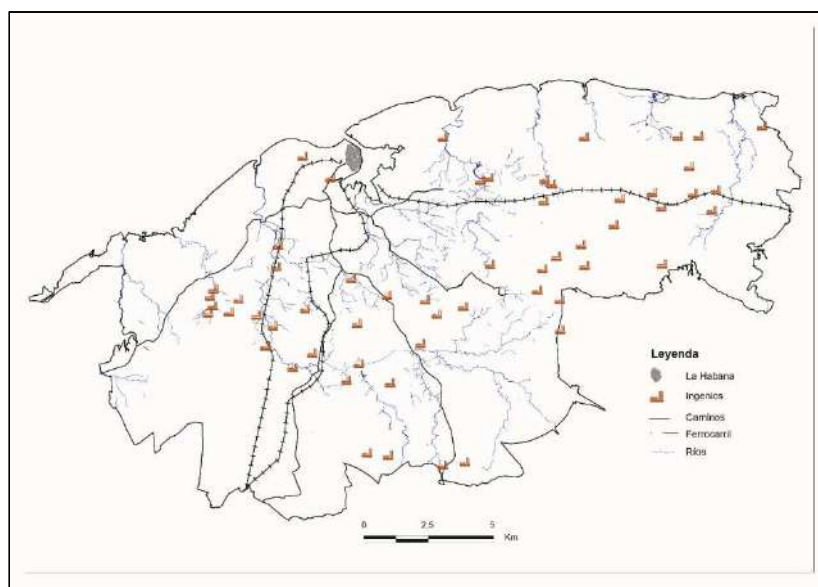 Leyenda
La Habana
Ingenios
Caminos
Ferrocarril
Ríos
0 2.5 5
Km